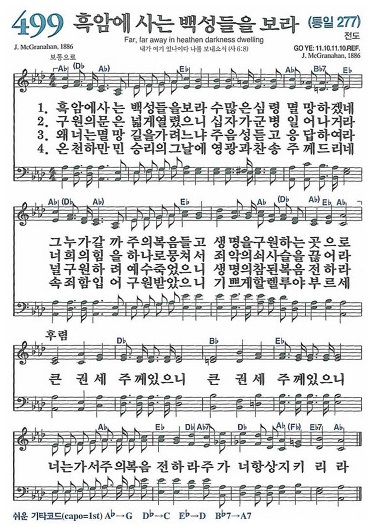 499 흑암에 사는 백성들을 보라 (통일 277)
Far, far away in heathen darkness dwelling
전도
J. McGranahan, 1886
내가 여기 있나이다 나를 보내소서 (사 6:8)
GO YE: 11.10.11.10.REF.
J. McGranahan, 1886
보통으로
A♭ (D♭) A♭ E♭ A♭
1. 흑암에사는 백성들을보라 수많은심령 멸망하겠네
2. 구원의문은 넓게열렸으니 십자가군병 일어나거라
3. 왜너는멸망 길을가려느냐 주음성듣고 응답하여라
4. 온천하만민 승리의그날에 영광과찬송 주께드리네
A♭ (D♭) A♭ D♭ B♭7 E♭
그누가갈까 주의복음들고 생명을구원하는 곳으로
너희의힘을 하나로뭉쳐서 죄악의쇠사슬을 끊어라
널구원하려 예수죽었으니 생명의참된복음 전하라
속죄함입어 구원받았으니 기쁘게할렐루야 부르세
후렴
D♭ A♭ B♭ E♭
큰권세 주께있으니 큰권세 주께있으니
A♭ D♭ B♭7 A♭ (F♭) E♭7 A♭
너는가서주의복음 전하라주가 너항상지키리라
쉬운 기타코드(capo=1st) A♭→G D♭→C E♭→D B♭7→A7